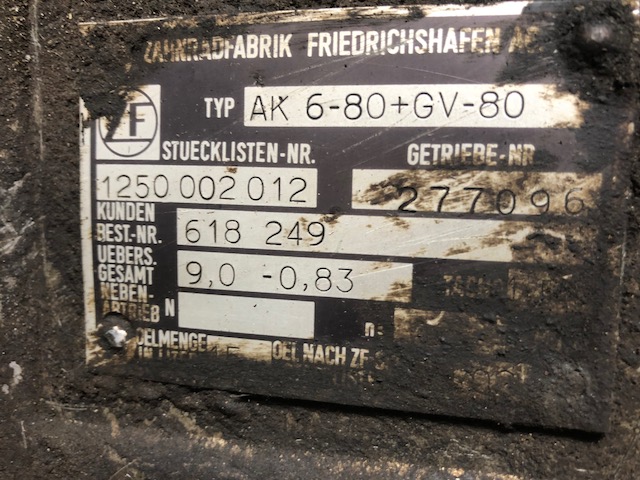 ZAHNRADFABRIK FRIEDRICHSHAFEN AG
ZF
TYP AK 6-80+GV-80
STUECKLISTEN-NR. GETRIEBE-NR
1250 002 012 277096
KUNDEN
BEST.-NR. 618 249
UEBERS.
GESAMT 9,0 -0,83
NEBEN-
ANTRIEB N n:
OELMENGE OEL NACH ZF